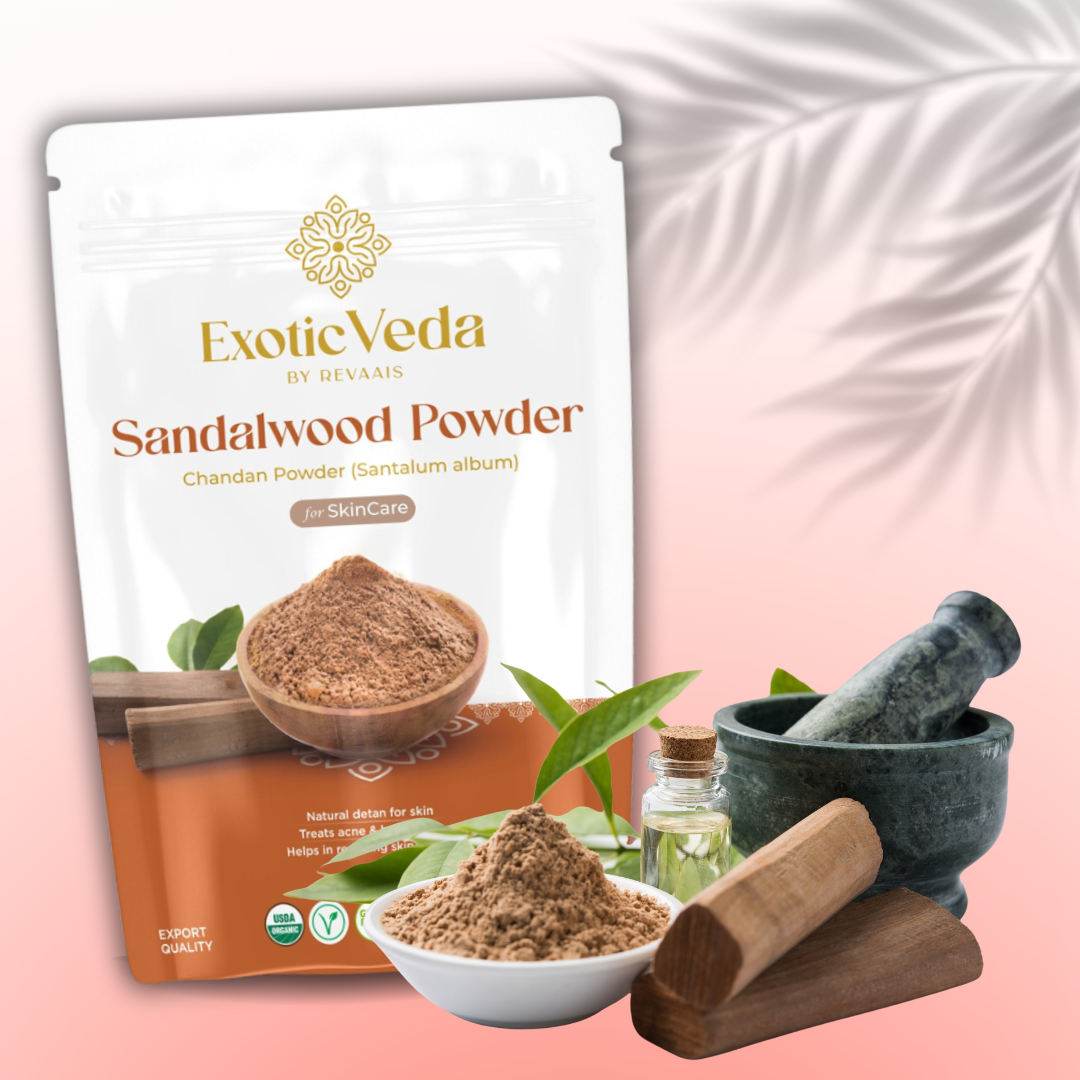 ExoticVeda
BY REVAAIS
Sandalwood Powder
Chandan Powder (Santalum album)
for SkinCare
Natural detan for skin
Treats acne &
Helps in skin
USDA
ORGANIC
EXPORT
QUALITY